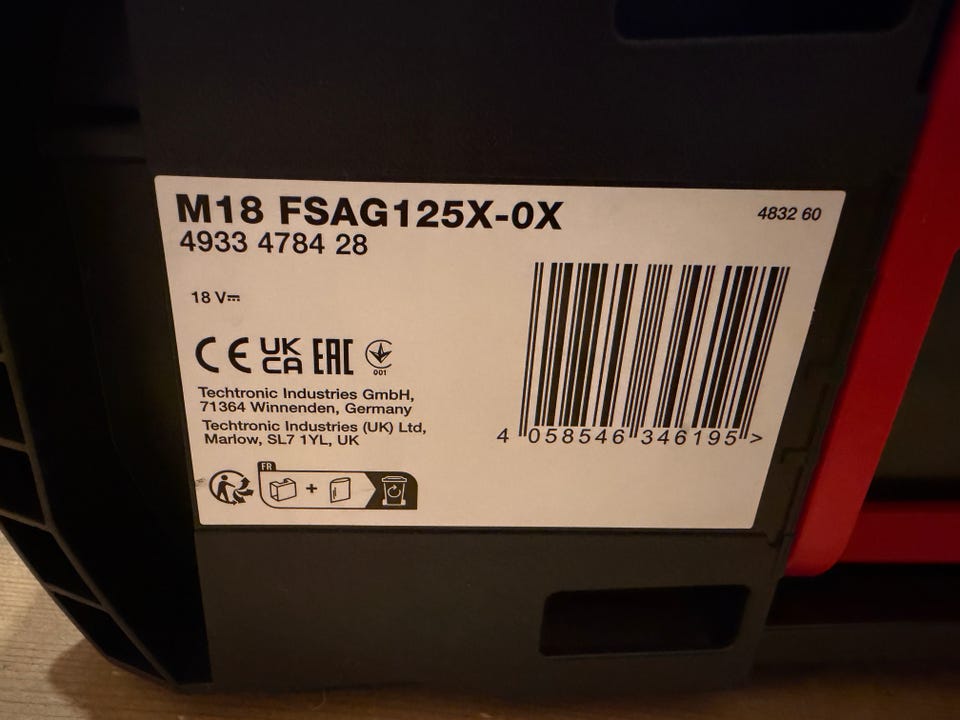 M18 FSAG125X-0X
4832 60
4933 4784 28
18 V⎓
CE UK CA EAC 001
Techtronic Industries GmbH,
71364 Winnenden, Germany
Techtronic Industries (UK) Ltd,
Marlow, SL7 1YL, UK
4 058546 346195 >
FR
+